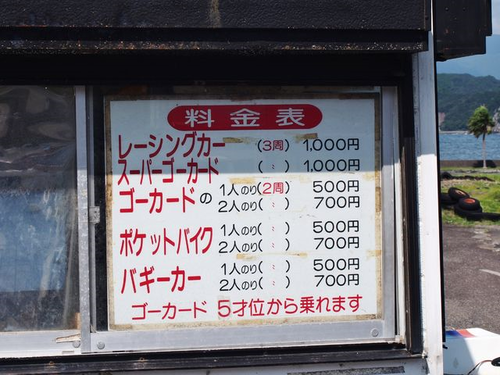 料金表
レーシングカー (3周) 1,000円
スーパーゴーカード ( 〃 ) 1,000円
ゴーカードの 1人のり(2周) 500円
2人のり( 〃 ) 700円
ポケットバイク 1人のり( 〃 ) 500円
2人のり( 〃 ) 700円
バギーカー 1人のり( 〃 ) 500円
2人のり( 〃 ) 700円
ゴーカード 5才位から乗れます